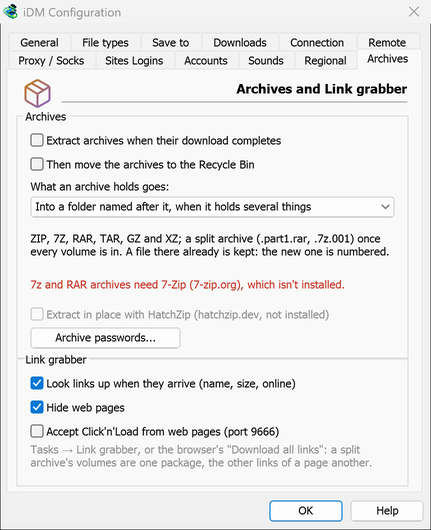 iDM Configuration
General
File types
Save to
Downloads
Connection
Remote
Proxy / Socks
Sites Logins
Accounts
Sounds
Regional
Archives
Archives and Link grabber
Archives
Extract archives when their download completes
Then move the archives to the Recycle Bin
What an archive holds goes:
Into a folder named after it, when it holds several things
ZIP, 7Z, RAR, TAR, GZ and XZ; a split archive (.part1.rar, .7z.001) once
every volume is in. A file there already is kept: the new one is numbered.
7z and RAR archives need 7-Zip (7-zip.org), which isn't installed.
Extract in place with HatchZip (hatchzip.dev, not installed)
Archive passwords...
Link grabber
Look links up when they arrive (name, size, online)
Hide web pages
Accept Click'n'Load from web pages (port 9666)
Tasks → Link grabber, or the browser's "Download all links": a split
archive's volumes are one package, the other links of a page another.
OK
Help